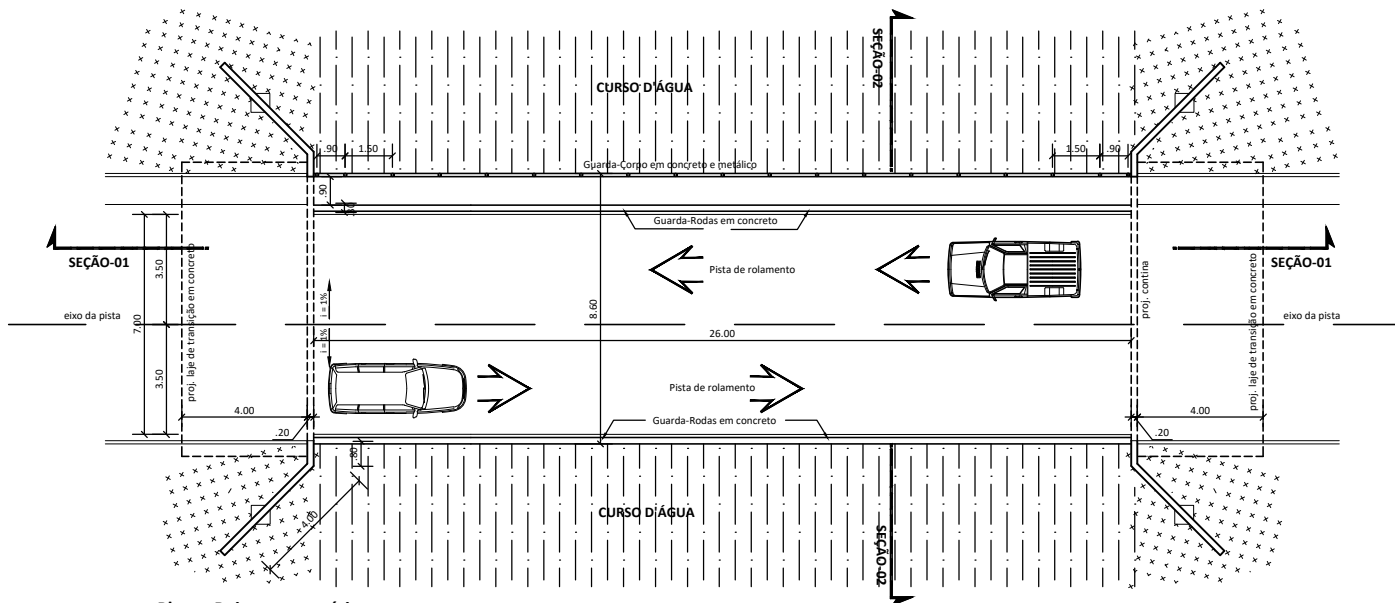 SEÇÃO-02
CURSO D'ÁGUA
.90
1.50
1.50
.90
Guarda-Corpo em concreto e metálico
.90
Guarda-Rodas em concreto
SEÇÃO-01
SEÇÃO-01
3.50
Pista de rolamento
proj. laje de transição em concreto
proj. cortina
proj. laje de transição em concreto
i = 1%
8.60
eixo da pista
7.00
eixo da pista
i = 1%
26.00
3.50
Pista de rolamento
4.00
4.00
Guarda-Rodas em concreto
.20
.20
.80
4.00
CURSO D'ÁGUA
SEÇÃO-02